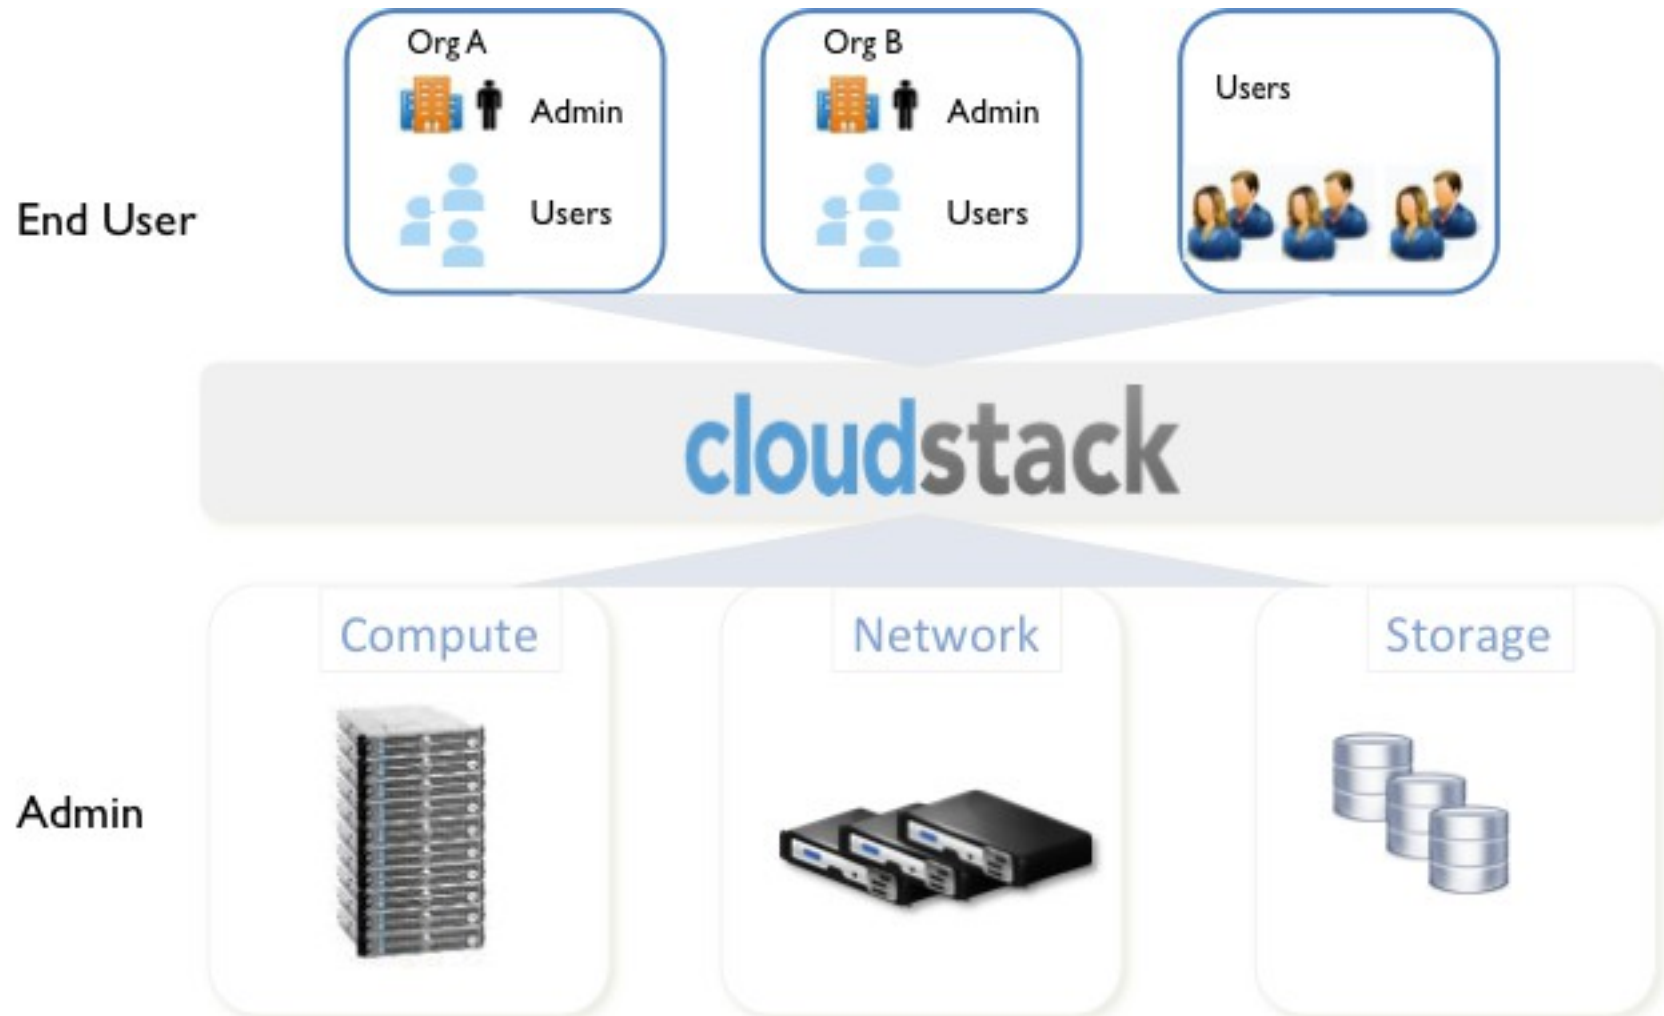 Org A
Admin
Users
Org B
Admin
Users
Users
End User
cloudstack
Compute
Network
Storage
Admin